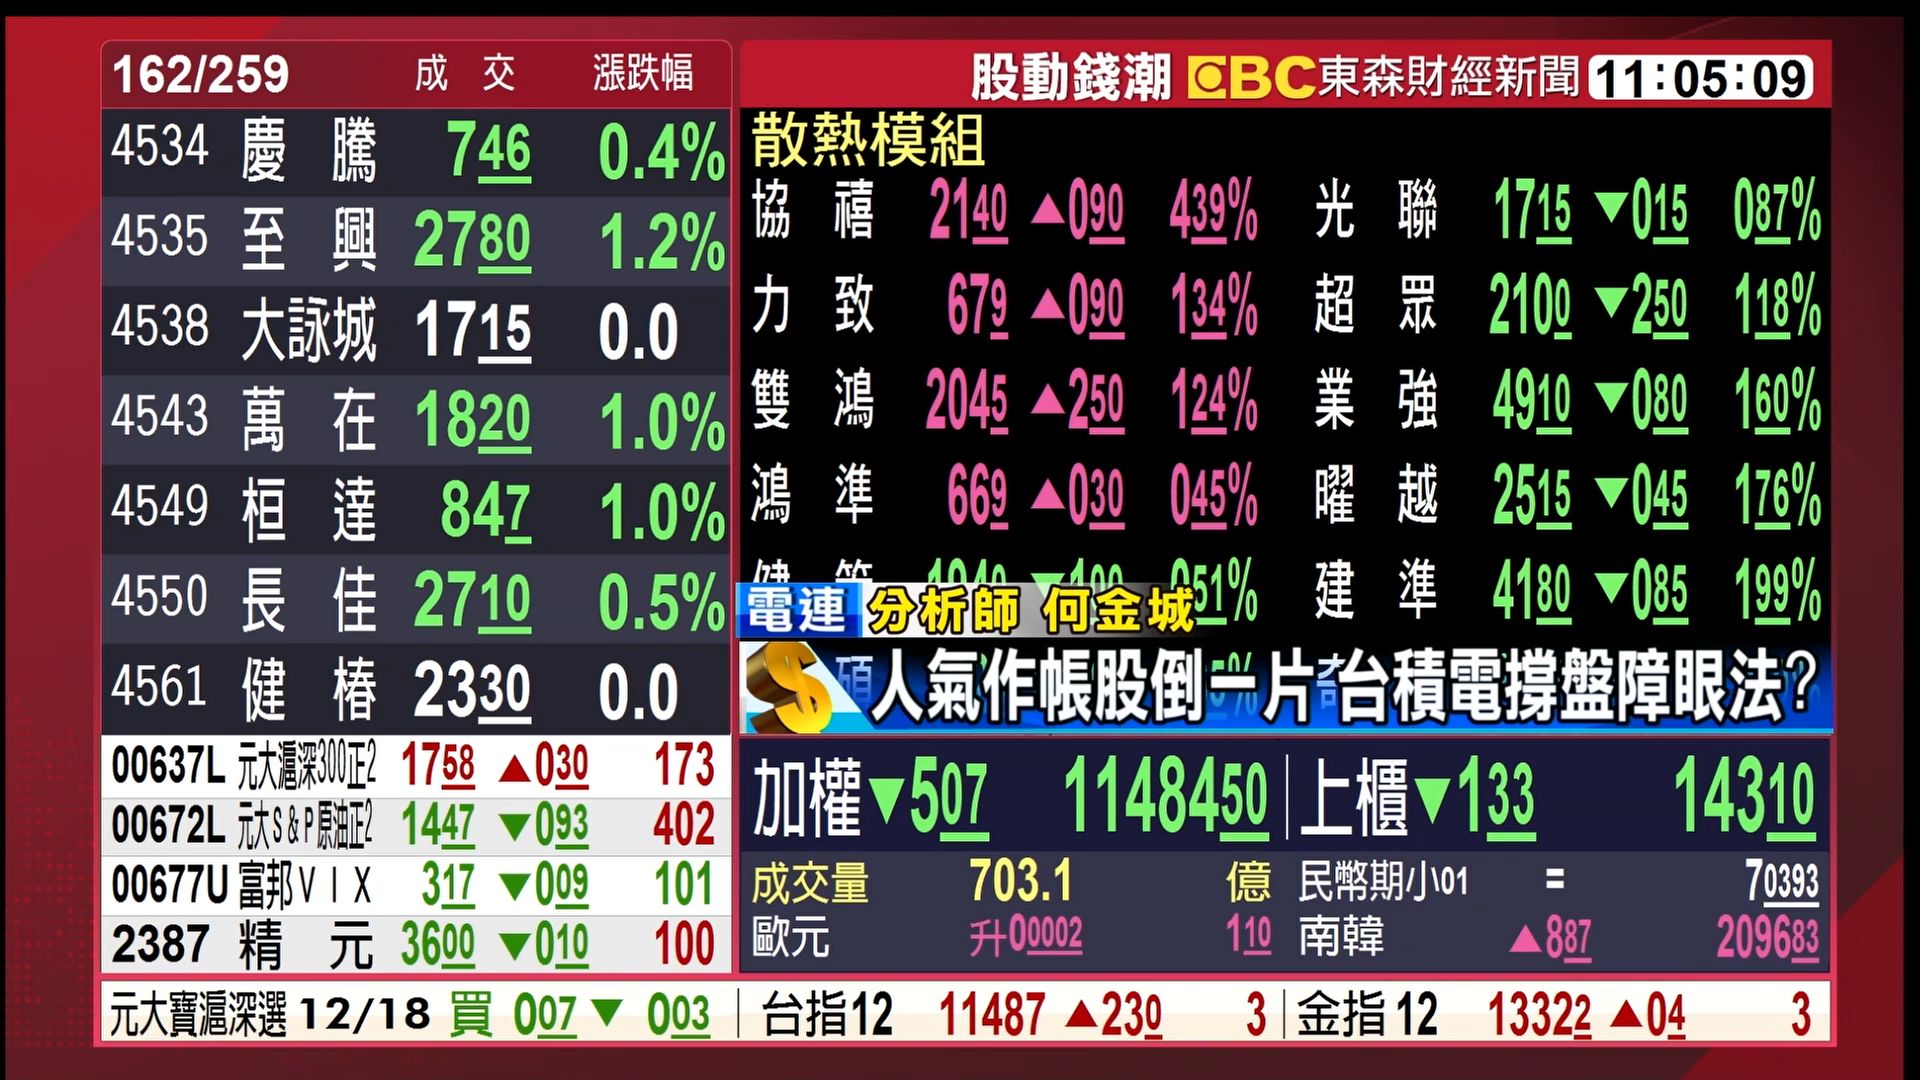 162/259 成交 漲跌幅
4534 慶騰 746 0.4%
4535 至興 2780 1.2%
4538 大詠城 1715 0.0
4543 萬在 1820 1.0%
4549 桓達 847 1.0%
4550 長佳 2710 0.5%
4561 健椿 2330 0.0
00637L 元大滬深300正2 1758 ▲030 173
00672L 元大S&P原油正2 1447 ▼093 402
00677U 富邦VIX 317 ▼009 101
2387 精元 3600 ▼010 100
股動錢潮 EBC 東森財經新聞 11:05:09
散熱模組
協禧 2140 ▲090 439% 光聯 1715 ▼015 087%
力致 679 ▲090 134% 超眾 2100 ▼250 118%
雙鴻 2045 ▲250 124% 業強 4910 ▼080 160%
鴻準 669 ▲030 045% 曜越 2515 ▼045 176%
建準 4180 ▼085 199%
電連 分析師 何金城
人氣作帳股倒一片台積電撐盤障眼法?
加權 ▼507 1148450 上櫃 ▼133 14310
成交量 703.1 億 民幣期小01 = 70393
歐元 升00002 110 南韓 ▲887 209683
元大寶滬深選 12/18 買 007 ▼ 003 台指12 11487 ▲230 3 金指12 13322 ▲04 3